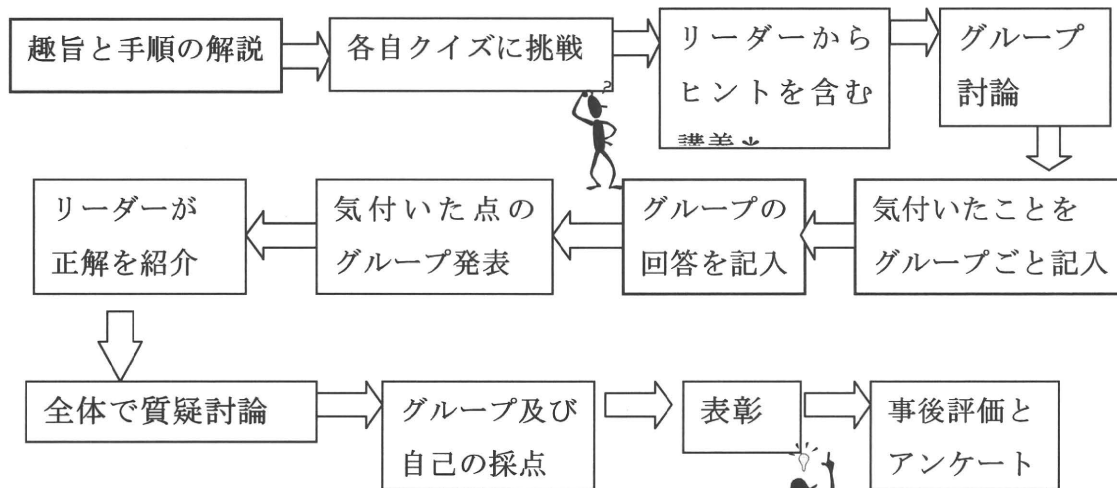 趣旨と手順の解説
各自クイズに挑戦
リーダーから
ヒントを含む
講義*
グループ
討論
気付いたことを
グループごと記入
グループの
回答を記入
気付いた点の
グループ発表
リーダーが
正解を紹介
全体で質疑討論
グループ及び
自己の採点
表彰
事後評価と
アンケート